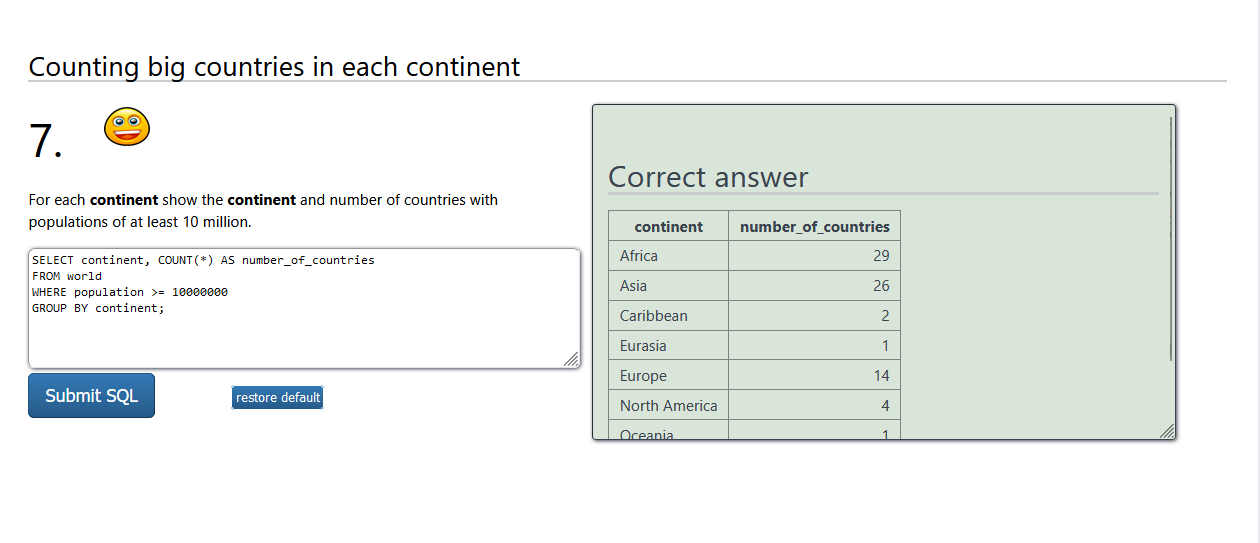 Counting big countries in each continent
7.
For each continent show the continent and number of countries with
populations of at least 10 million.
SELECT continent, COUNT(*) AS number_of_countries
FROM world
WHERE population >= 10000000
GROUP BY continent;
Submit SQL
restore default
Correct answer
continent number_of_countries
Africa 29
Asia 26
Caribbean 2
Eurasia 1
Europe 14
North America 4
Oceania 1